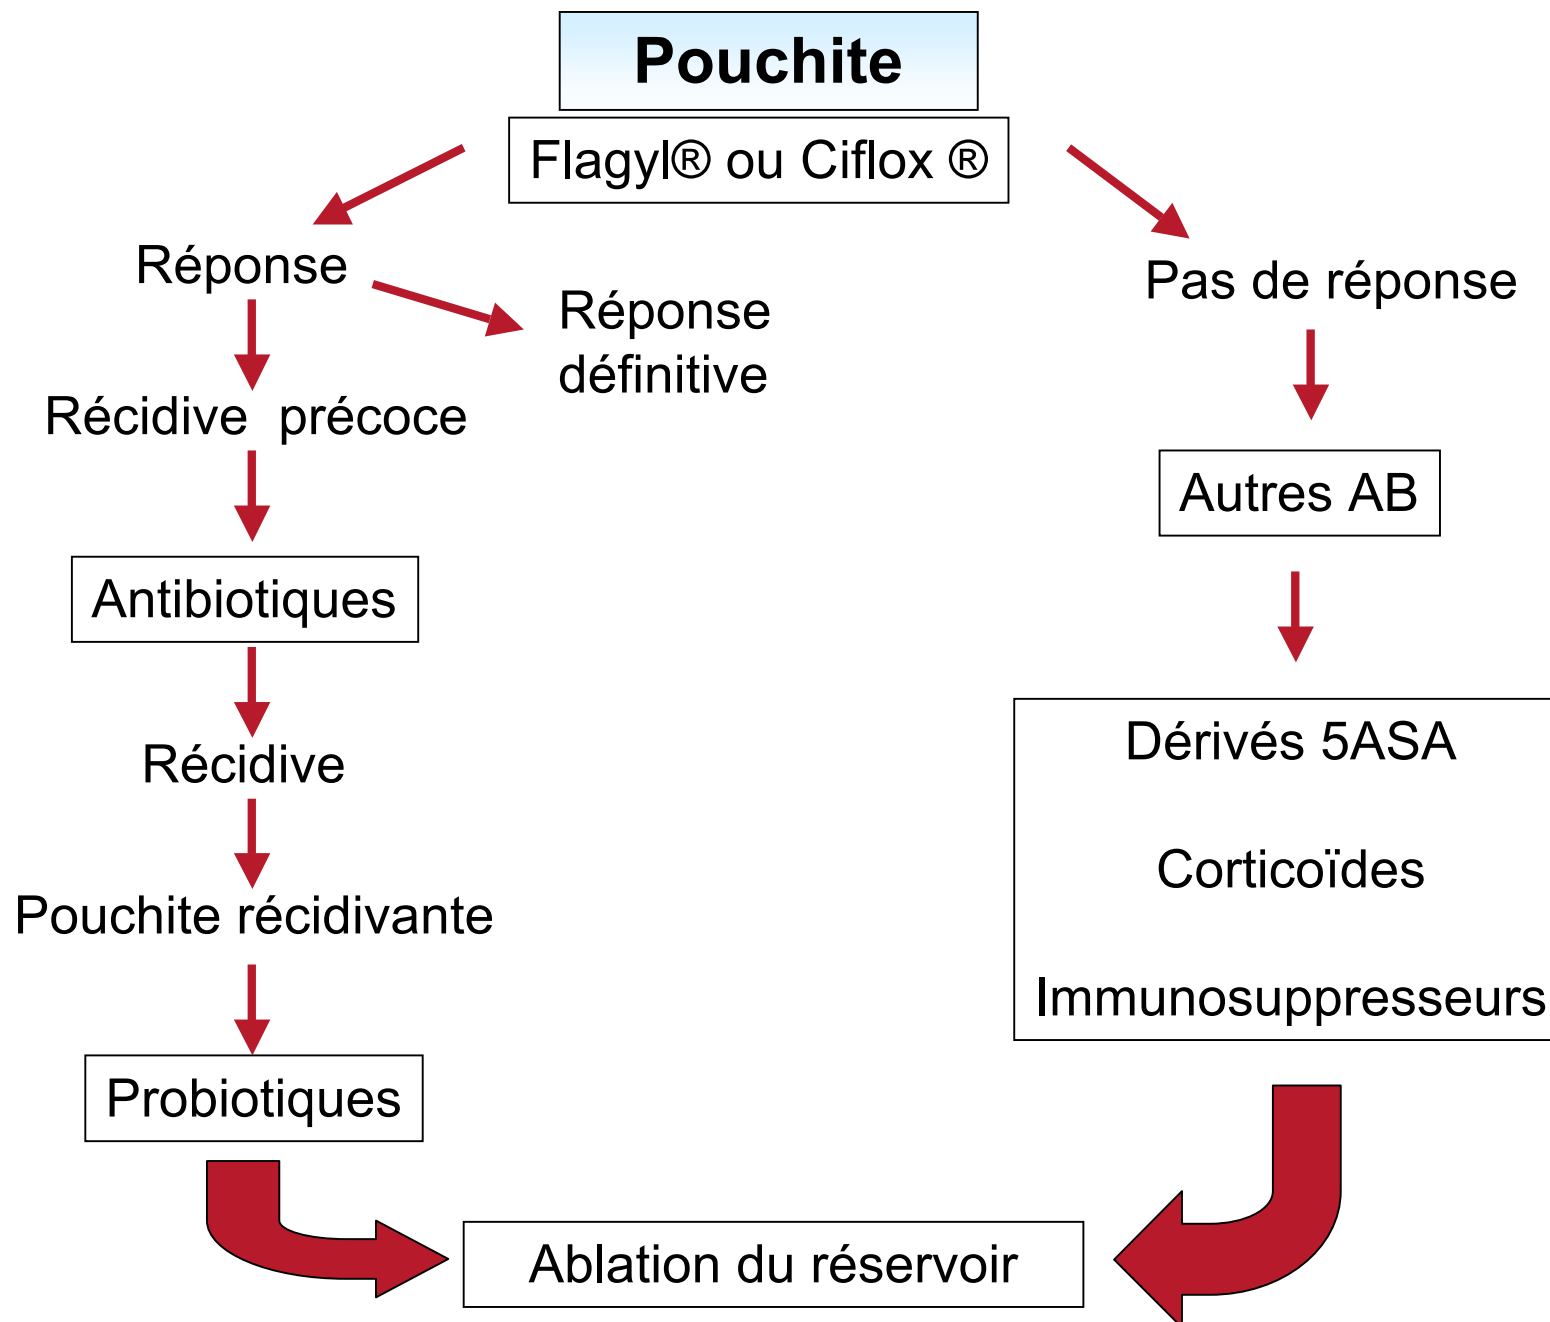 Pouchite
Flagyl® ou Ciflox ®
Réponse
Réponse
définitive
Récidive précoce
Antibiotiques
Récidive
Pouchite récidivante
Probiotiques
Pas de réponse
Autres AB
Dérivés 5ASA
Corticoïdes
Immunosuppresseurs
Ablation du réservoir